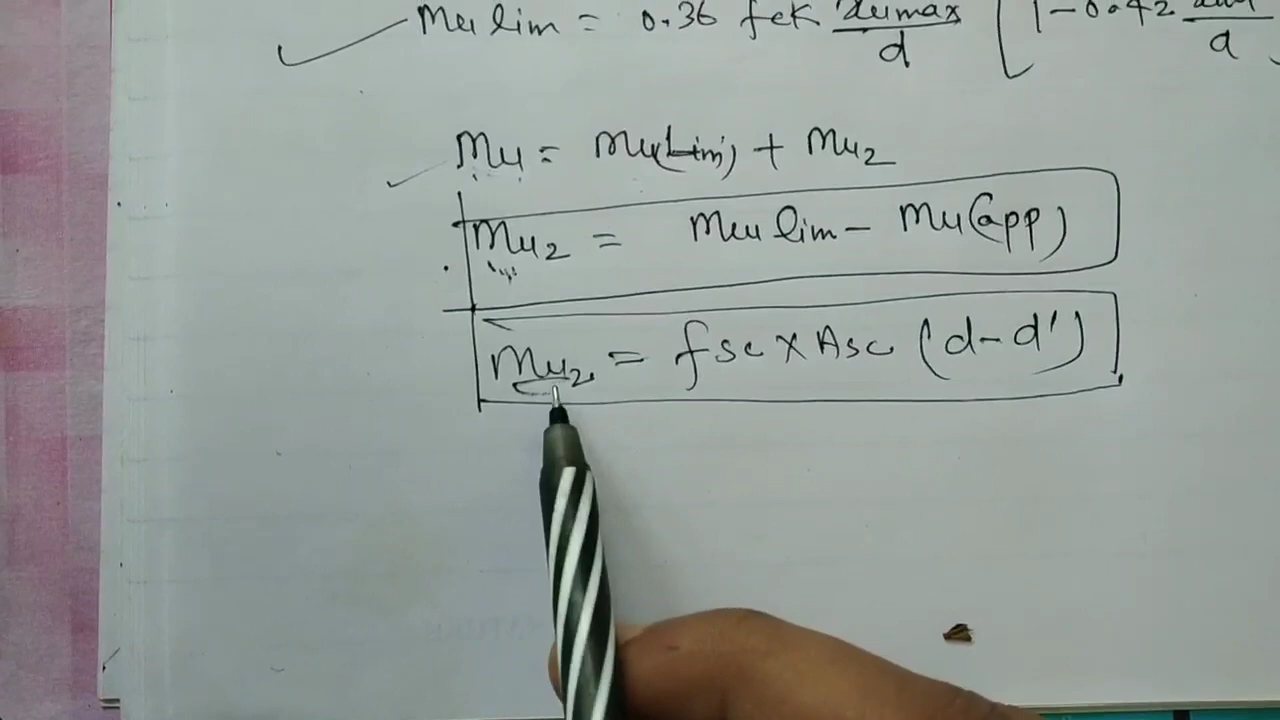 Mu lim = 0.36 fck xumax/d [1-0.42
Mu = Mu(Lim) + Mu2
Mu2 = Mu lim - Mu(app)
Mu2 = fsc x Asc (d-d')